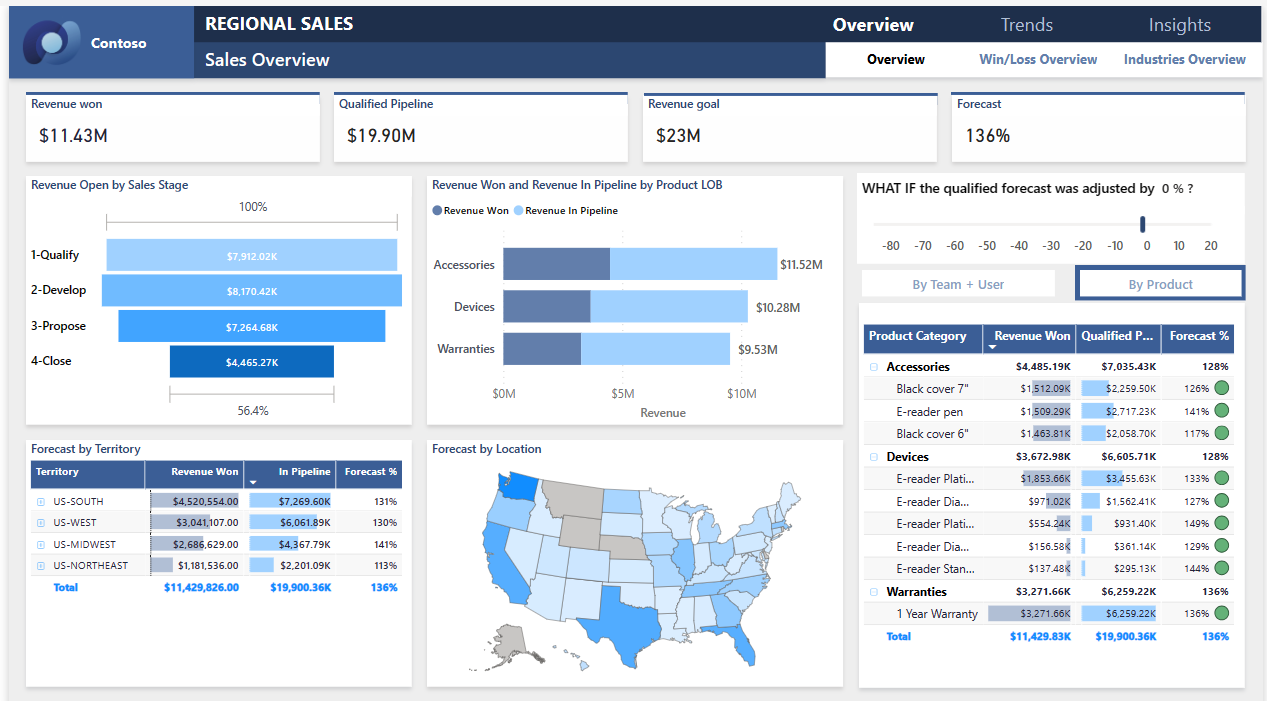 Contoso
REGIONAL SALES
Sales Overview
Overview Trends Insights
Overview Win/Loss Overview Industries Overview
Revenue won
$11.43M
Qualified Pipeline
$19.90M
Revenue goal
$23M
Forecast
136%
Revenue Open by Sales Stage
100%
1-Qualify $7,912.02K
2-Develop $8,170.42K
3-Propose $7,264.68K
4-Close $4,465.27K
56.4%
Revenue Won and Revenue In Pipeline by Product LOB
Revenue Won Revenue In Pipeline
Accessories $11.52M
Devices $10.28M
Warranties $9.53M
$0M $5M $10M
Revenue
WHAT IF the qualified forecast was adjusted by 0 % ?
-80 -70 -60 -50 -40 -30 -20 -10 0 10 20
By Team + User By Product
Product Category Revenue Won Qualified P... Forecast %
Accessories $4,485.19K $7,035.43K 128%
Black cover 7" $1,512.09K $2,259.50K 126%
E-reader pen $1,509.29K $2,717.23K 141%
Black cover 6" $1,463.81K $2,058.70K 117%
Devices $3,672.98K $6,605.71K 128%
E-reader Plati... $1,853.66K $3,455.63K 133%
E-reader Dia... $971.02K $1,562.41K 127%
E-reader Plati... $554.24K $931.40K 149%
E-reader Dia... $156.58K $361.14K 129%
E-reader Stan... $137.48K $295.13K 144%
Warranties $3,271.66K $6,259.22K 136%
1 Year Warranty $3,271.66K $6,259.22K 136%
Total $11,429.83K $19,900.36K 136%
Forecast by Territory
Territory Revenue Won In Pipeline Forecast %
US-SOUTH $4,520,554.00 $7,269.60K 131%
US-WEST $3,041,107.00 $6,061.89K 130%
US-MIDWEST $2,686,629.00 $4,367.79K 141%
US-NORTHEAST $1,181,536.00 $2,201.09K 113%
Total $11,429,826.00 $19,900.36K 136%
Forecast by Location